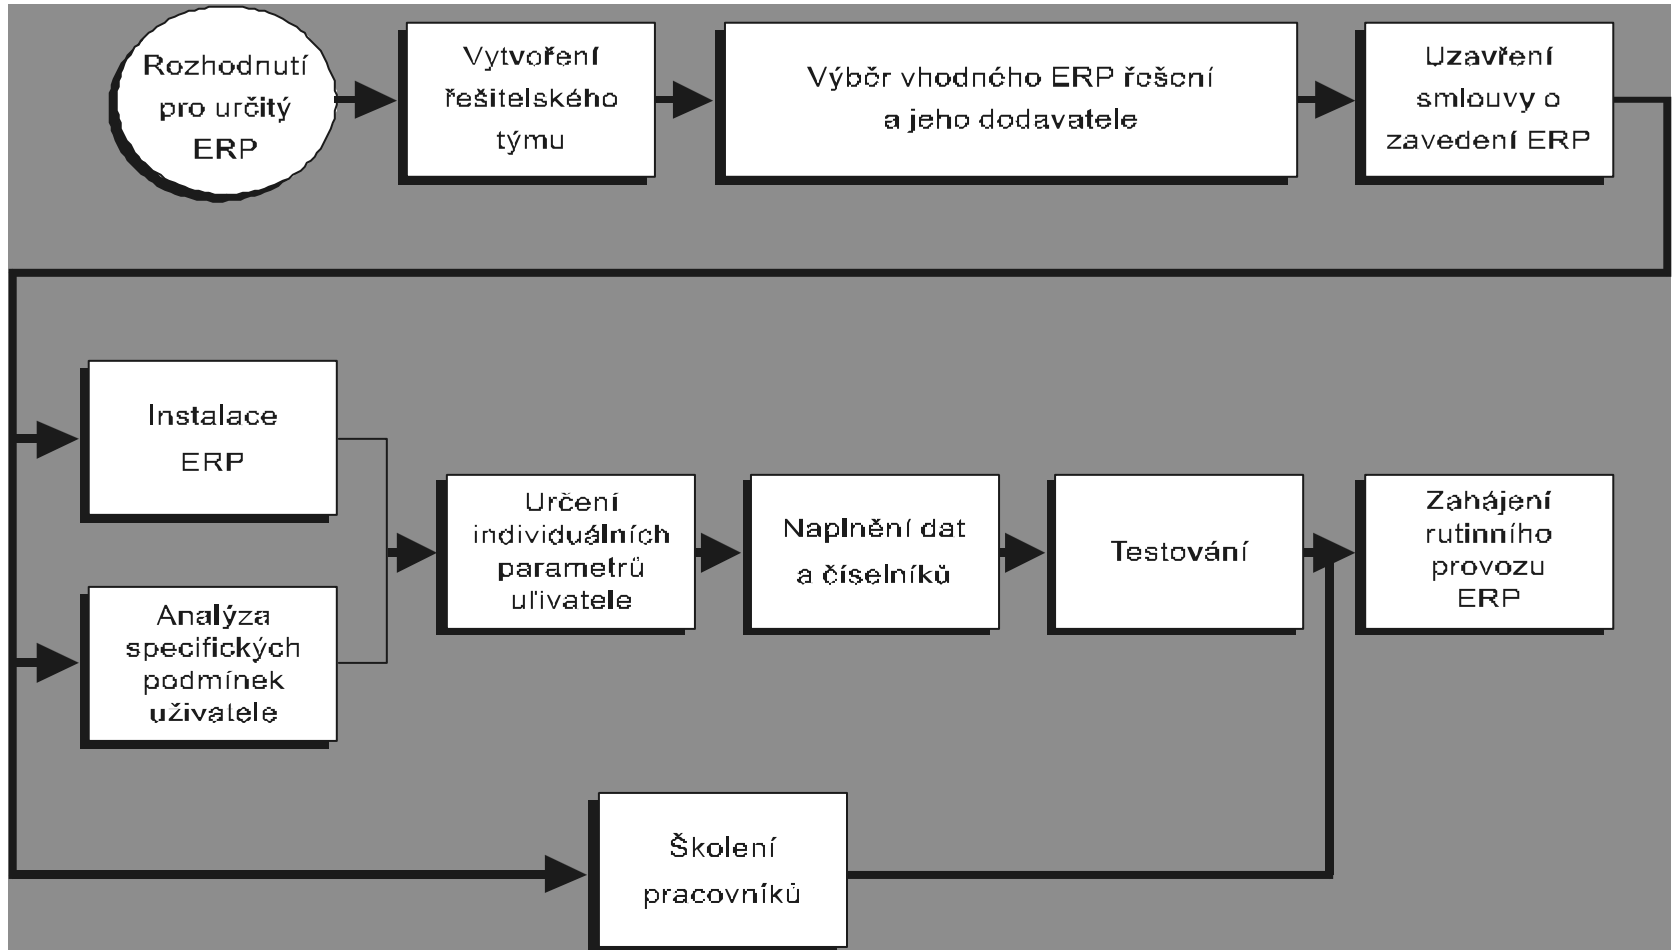 Rozhodnutí
pro určitý
ERP
Vytvoření
řešitelského
týmu
Výběr vhodného ERP řešení
a jeho dodavatele
Uzavření
smlouvy o
zavedení ERP
Instalace
ERP
Analýza
specifických
podmínek
uživatele
Určení
individuálních
parametrů
uľivatele
Naplnění dat
a číselníků
Testování
Zahájení
rutinního
provozu
ERP
Školení
pracovníků